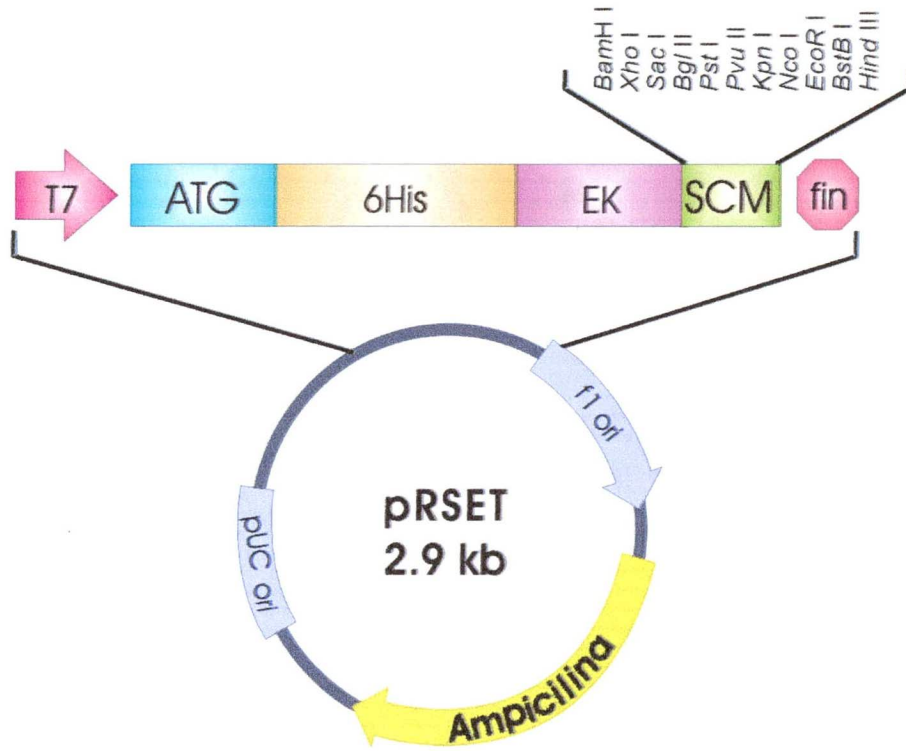 BamH I
Xho I
Sac I
Bgl II
Pst I
Pvu II
Kpn I
Nco I
EcoR I
BstB I
Hind III
T7
ATG
6His
EK
SCM
fin
f1 ori
pRSET
2.9 kb
pUC ori
Ampicilina